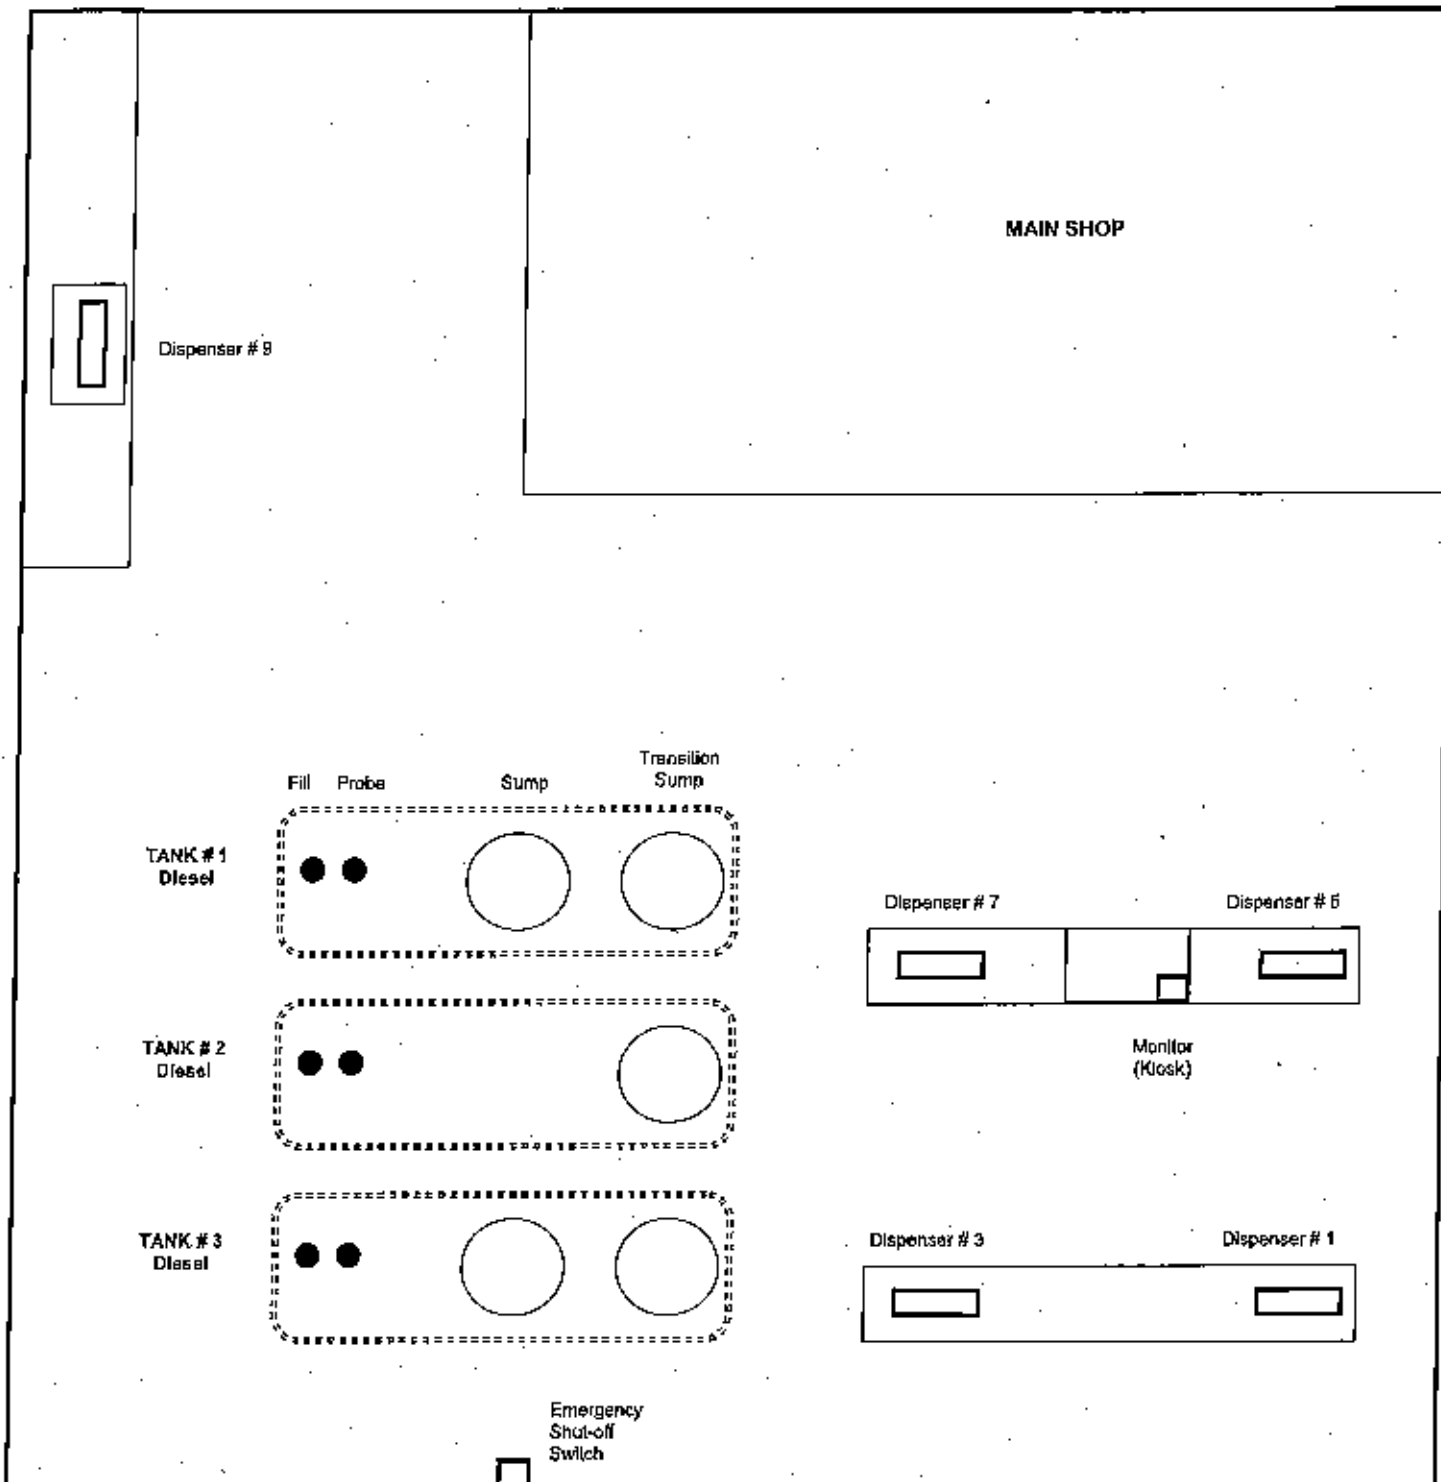 MAIN SHOP
Dispenser # 9
Transition
Fill Probe Sump Sump
TANK # 1
Diesel
Dispenser # 7 Dispenser #
TANK # 2
Diesel
Monitor
(Kiosk)
TANK # 3
Diesel
Dispenser # 3 Dispenser # 1
Emergency
Shut-off
Switch